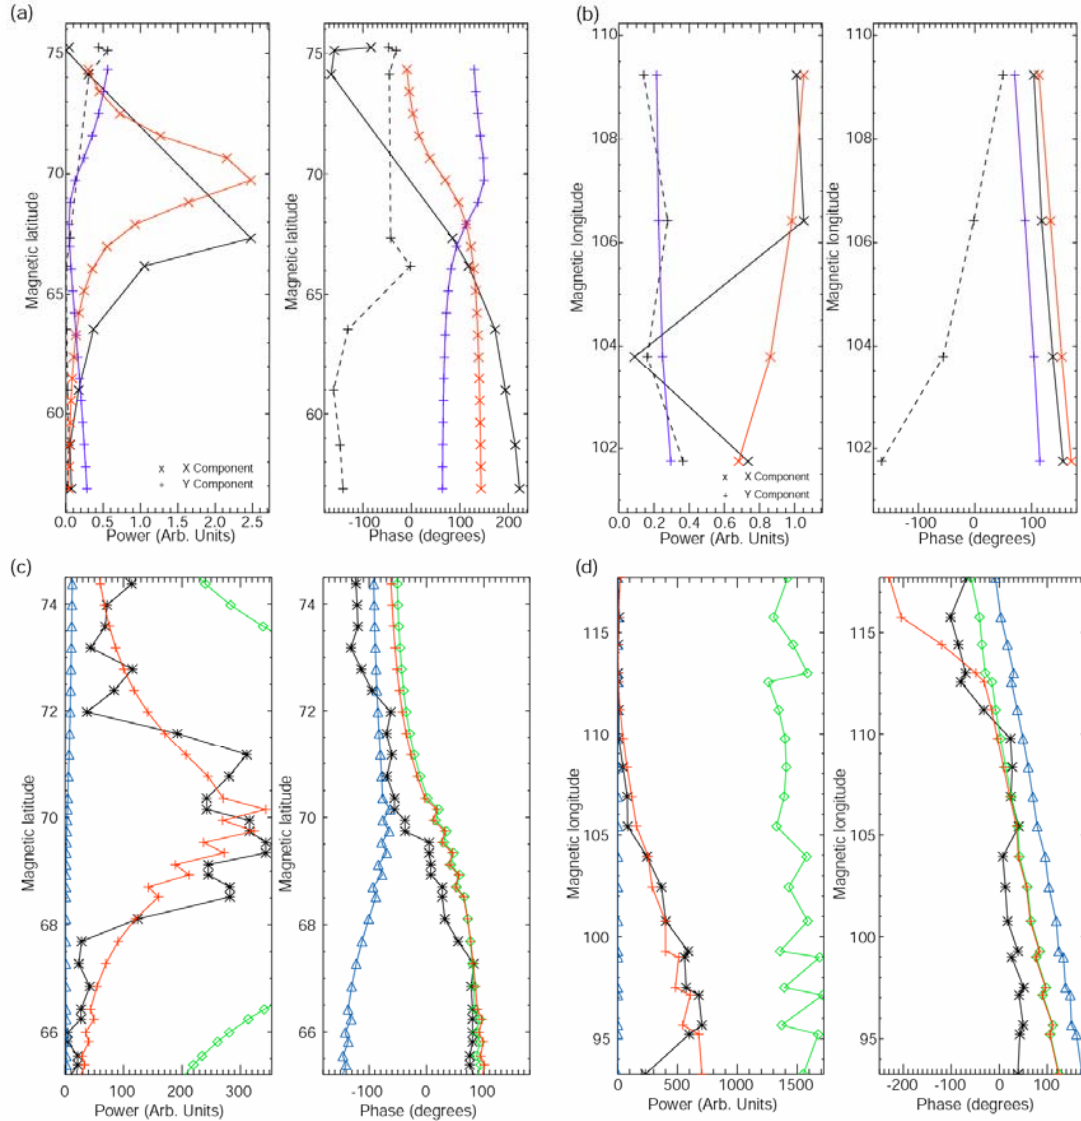 (a)
75
70
65
60
Magnetic latitude
× X Component
+ Y Component
0.0 0.5 1.0 1.5 2.0 2.5
Power (Arb. Units)
75
70
65
60
Magnetic latitude
-100 0 100 200
Phase (degrees)
(b)
110
108
106
104
102
Magnetic longitude
× X Component
+ Y Component
0.0 0.2 0.4 0.6 0.8 1.0
Power (Arb. Units)
110
108
106
104
102
Magnetic longitude
-100 0 100
Phase (degrees)
(c)
74
72
70
68
66
Magnetic latitude
0 100 200 300
Power (Arb. Units)
74
72
70
68
66
Magnetic latitude
-100 0 100
Phase (degrees)
(d)
115
110
105
100
95
Magnetic longitude
0 500 1000 1500
Power (Arb. Units)
115
110
105
100
95
Magnetic longitude
-200 -100 0 100
Phase (degrees)